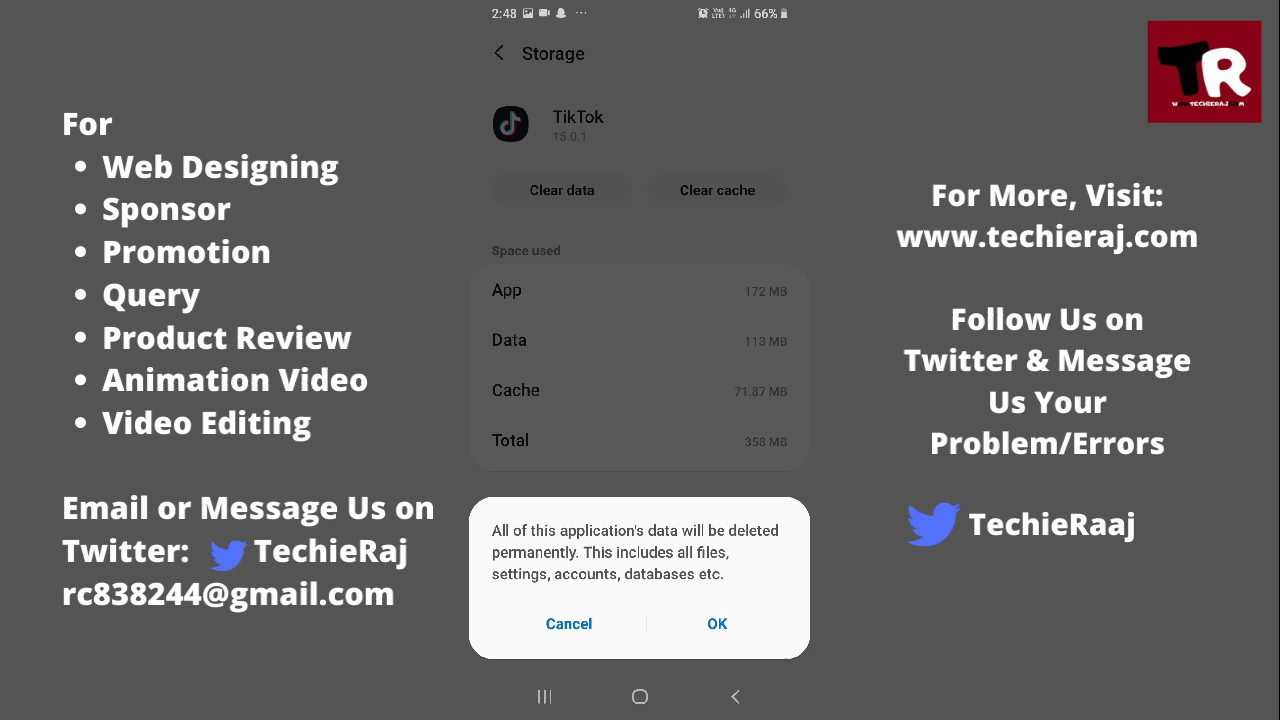 For
• Web Designing
• Sponsor
• Promotion
• Query
• Product Review
• Animation Video
• Video Editing
Email or Message Us on
Twitter: TechieRaj
rc838244@gmail.com
2:48 ... 66%
Storage
TikTok
15.0.1
Clear data Clear cache
Space used
App 172 MB
Data 113 MB
Cache 71.87 MB
Total 358 MB
All of this application's data will be deleted
permanently. This includes all files,
settings, accounts, databases etc.
Cancel OK
TR
For More, Visit:
www.techieraj.com
Follow Us on
Twitter & Message
Us Your
Problem/Errors
TechieRaaj